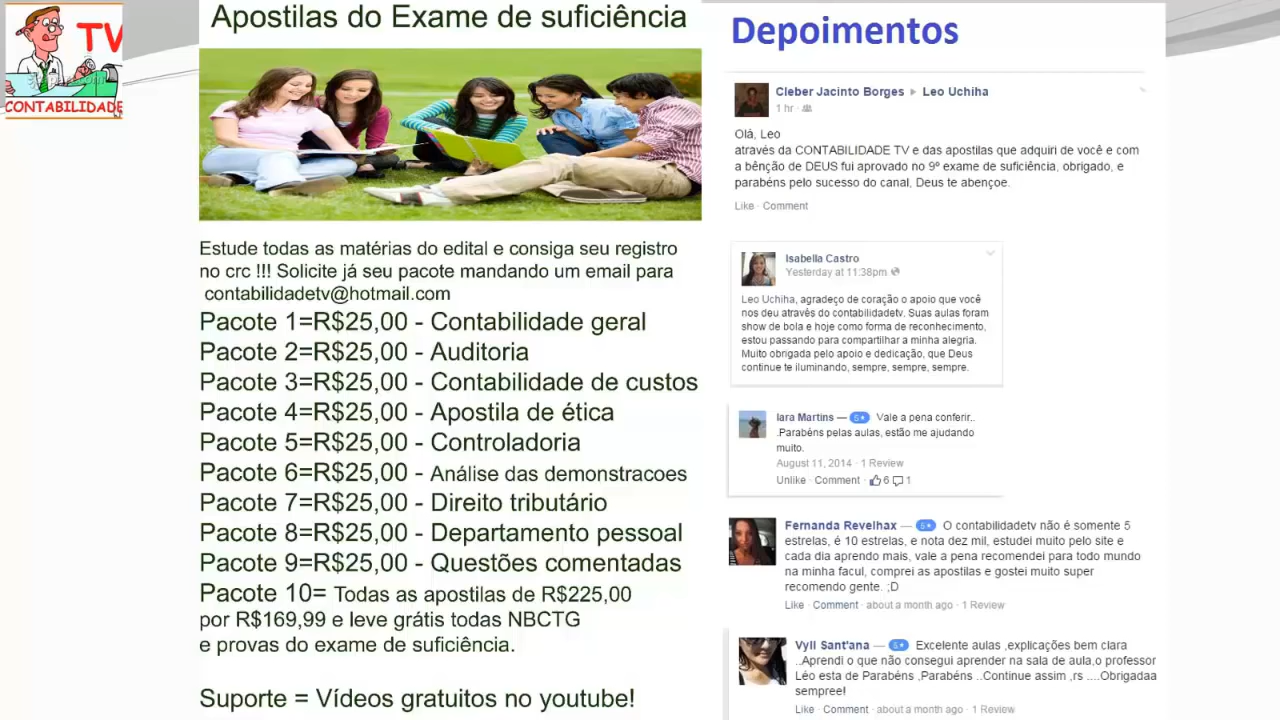 TV
CONTABILIDADE
Apostilas do Exame de suficiência
Estude todas as matérias do edital e consiga seu registro
no crc !!! Solicite já seu pacote mandando um email para
contabilidadetv@hotmail.com
Pacote 1=R$25,00 - Contabilidade geral
Pacote 2=R$25,00 - Auditoria
Pacote 3=R$25,00 - Contabilidade de custos
Pacote 4=R$25,00 - Apostila de ética
Pacote 5=R$25,00 - Controladoria
Pacote 6=R$25,00 - Análise das demonstracoes
Pacote 7=R$25,00 - Direito tributário
Pacote 8=R$25,00 - Departamento pessoal
Pacote 9=R$25,00 - Questões comentadas
Pacote 10= Todas as apostilas de R$225,00
por R$169,99 e leve grátis todas NBCTG
e provas do exame de suficiência.
Suporte = Vídeos gratuitos no youtube!
Depoimentos
Cleber Jacinto Borges Leo Uchiha
1 hr ·
Olá, Leo
através da CONTABILIDADE TV e das apostilas que adquiri de você e com
a bênção de DEUS fui aprovado no 9º exame de suficiência, obrigado, e
parabéns pelo sucesso do canal, Deus te abençoe.
Like · Comment
Isabella Castro
Yesterday at 11:38pm
Leo Uchiha, agradeço de coração o apoio que você
nos deu através do contabilidadetv. Suas aulas foram
show de bola e hoje como forma de reconhecimento,
estou passando para compartilhar a minha alegria.
Muito obrigada pelo apoio e dedicação, que Deus
continue te iluminando, sempre, sempre, sempre.
Iara Martins — 5★ Vale a pena conferir..
.Parabéns pelas aulas, estão me ajudando
muito.
August 11, 2014 · 1 Review
Unlike · Comment · 6 1
Fernanda Revelhax — 5★ O contabilidadetv não é somente 5
estrelas, é 10 estrelas, e nota dez mil, estudei muito pelo site e
cada dia aprendo mais, vale a pena recomendei para todo mundo
na minha facul, comprei as apostilas e gostei muito super
recomendo gente. ;D
Like · Comment · about a month ago · 1 Review
Vyll Sant'ana — 5★ Excelente aulas ,explicações bem clara
..Aprendi o que não consegui aprender na sala de aula,o professor
Léo esta de Parabéns ,Parabéns ..Continue assim ,rs ....Obrigadaa
sempree!
Like · Comment · about a month ago · 1 Review